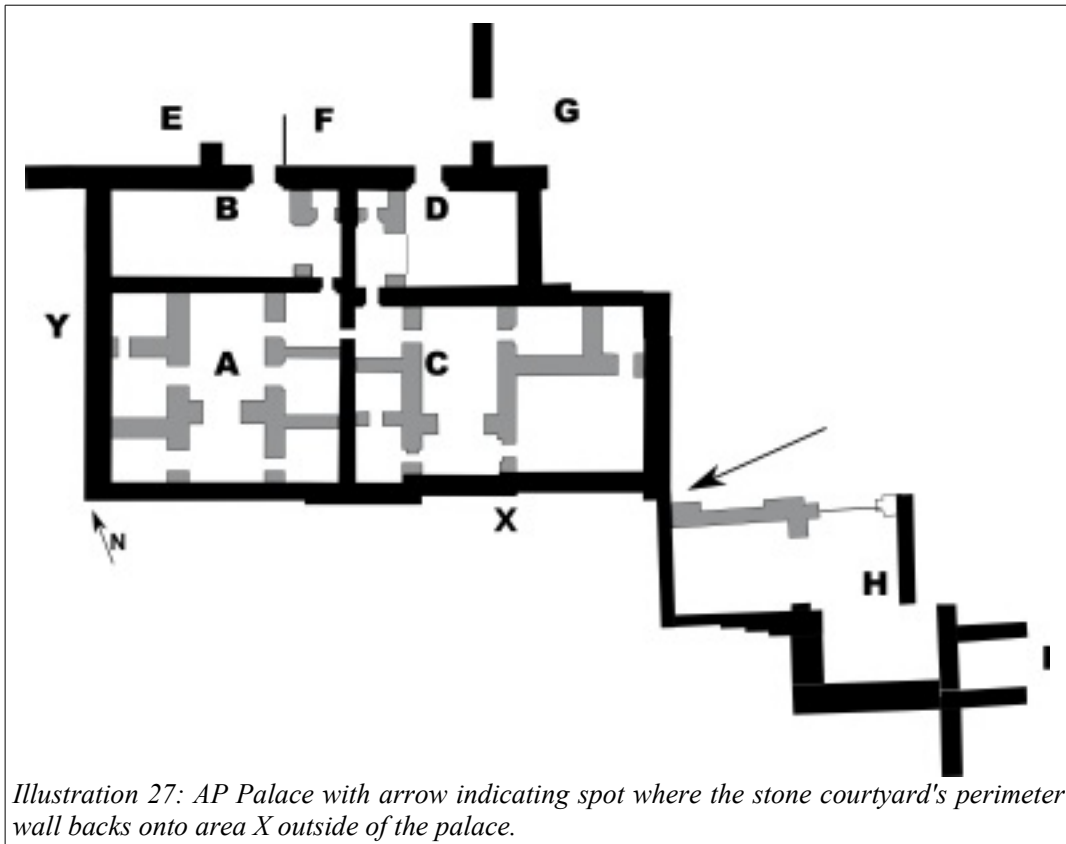 E F G
B D
Y
A C
X
N
H
Illustration 27: AP Palace with arrow indicating spot where the stone courtyard's perimeter
wall backs onto area X outside of the palace.